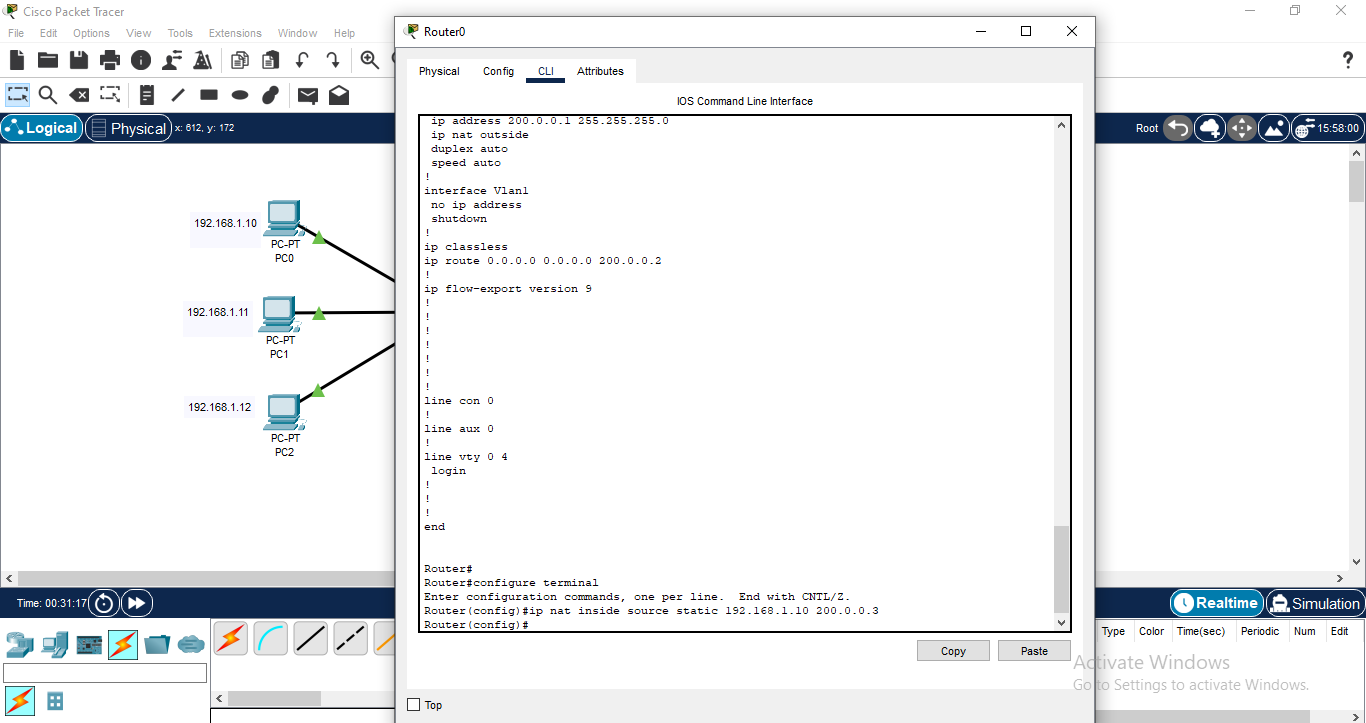 Cisco Packet Tracer
File Edit Options View Tools Extensions Window Help
Logical
Physical
x: 612, y: 172
Root
15:58:00
192.168.1.10
PC-PT
PC0
192.168.1.11
PC-PT
PC1
192.168.1.12
PC-PT
PC2
Router0
Physical Config CLI Attributes
IOS Command Line Interface
ip address 200.0.0.1 255.255.255.0
ip nat outside
duplex auto
speed auto
!
interface Vlan1
no ip address
shutdown
!
ip classless
ip route 0.0.0.0 0.0.0.0 200.0.0.2
!
ip flow-export version 9
!
!
!
!
!
!
!
line con 0
!
line aux 0
!
line vty 0 4
login
!
!
!
end
Router#
Router#configure terminal
Enter configuration commands, one per line. End with CNTL/Z.
Router(config)#ip nat inside source static 192.168.1.10 200.0.0.3
Router(config)#
Copy Paste
Top
Time: 00:31:17
Realtime
Simulation
Type Color Time(sec) Periodic Num Edit
Activate Windows
Go to Settings to activate Windows.